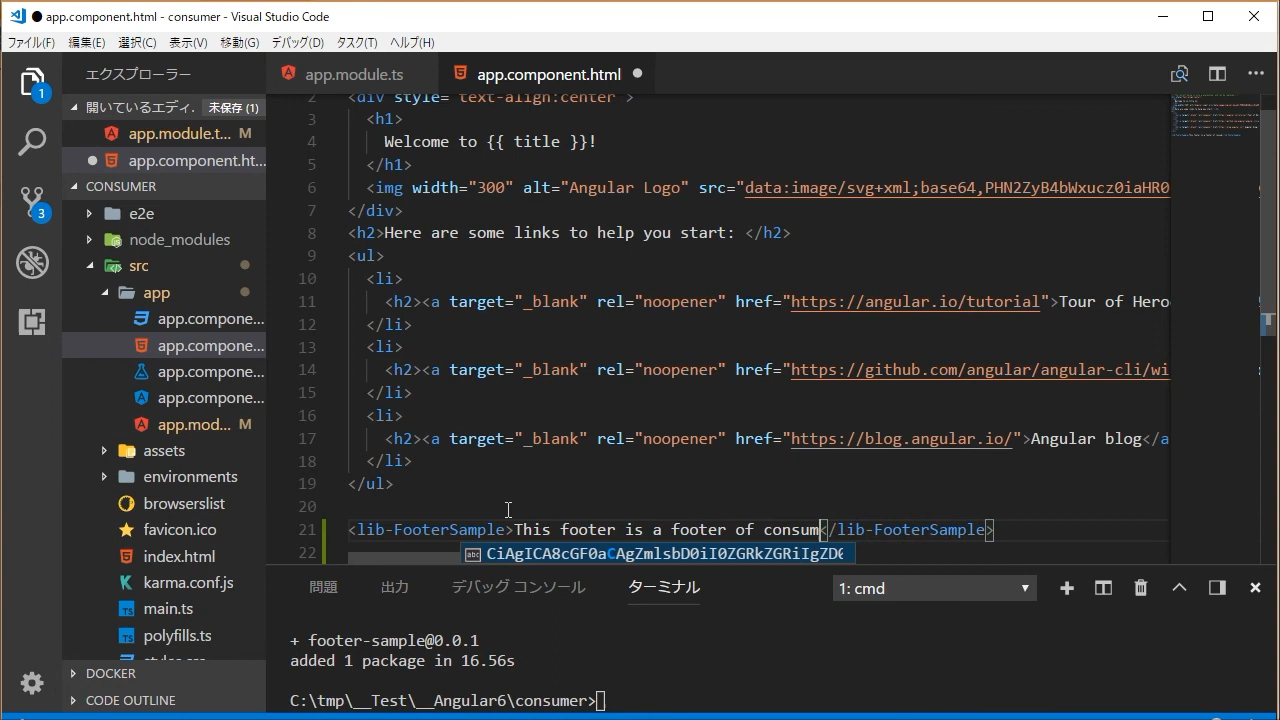 app.component.html - consumer - Visual Studio Code
ファイル(F) 編集(E) 選択(C) 表示(V) 移動(G) デバッグ(D) タスク(T) ヘルプ(H)
エクスプローラー
開いているエディ. 未保存 (1)
app.module.t... M
app.component.ht...
CONSUMER
e2e
node_modules
src
app
app.compone...
app.compone...
app.compone...
app.compone...
app.mod... M
assets
environments
browserslist
favicon.ico
index.html
karma.conf.js
main.ts
polyfills.ts
DOCKER
CODE OUTLINE
1
3
app.module.ts app.component.html
2 <div style="text-align:center">
3 <h1>
4 Welcome to {{ title }}!
5 </h1>
6 <img width="300" alt="Angular Logo" src="data:image/svg+xml;base64,PHN2ZyB4bWxucz0iaHR0
7 </div>
8 <h2>Here are some links to help you start: </h2>
9 <ul>
10 <li>
11 <h2><a target="_blank" rel="noopener" href="https://angular.io/tutorial">Tour of Hero
12 </li>
13 <li>
14 <h2><a target="_blank" rel="noopener" href="https://github.com/angular/angular-cli/wi
15 </li>
16 <li>
17 <h2><a target="_blank" rel="noopener" href="https://blog.angular.io/">Angular blog</a
18 </li>
19 </ul>
20
21 <lib-FooterSample>This footer is a footer of consum</lib-FooterSample>
22
abc CiAgICA8cGF0aCAgZmlsbD0iI0ZGRkZGRiIgZD0
問題 出力 デバッグ コンソール ターミナル 1: cmd
+ footer-sample@0.0.1
added 1 package in 16.56s
C:\tmp\__Test\__Angular6\consumer>